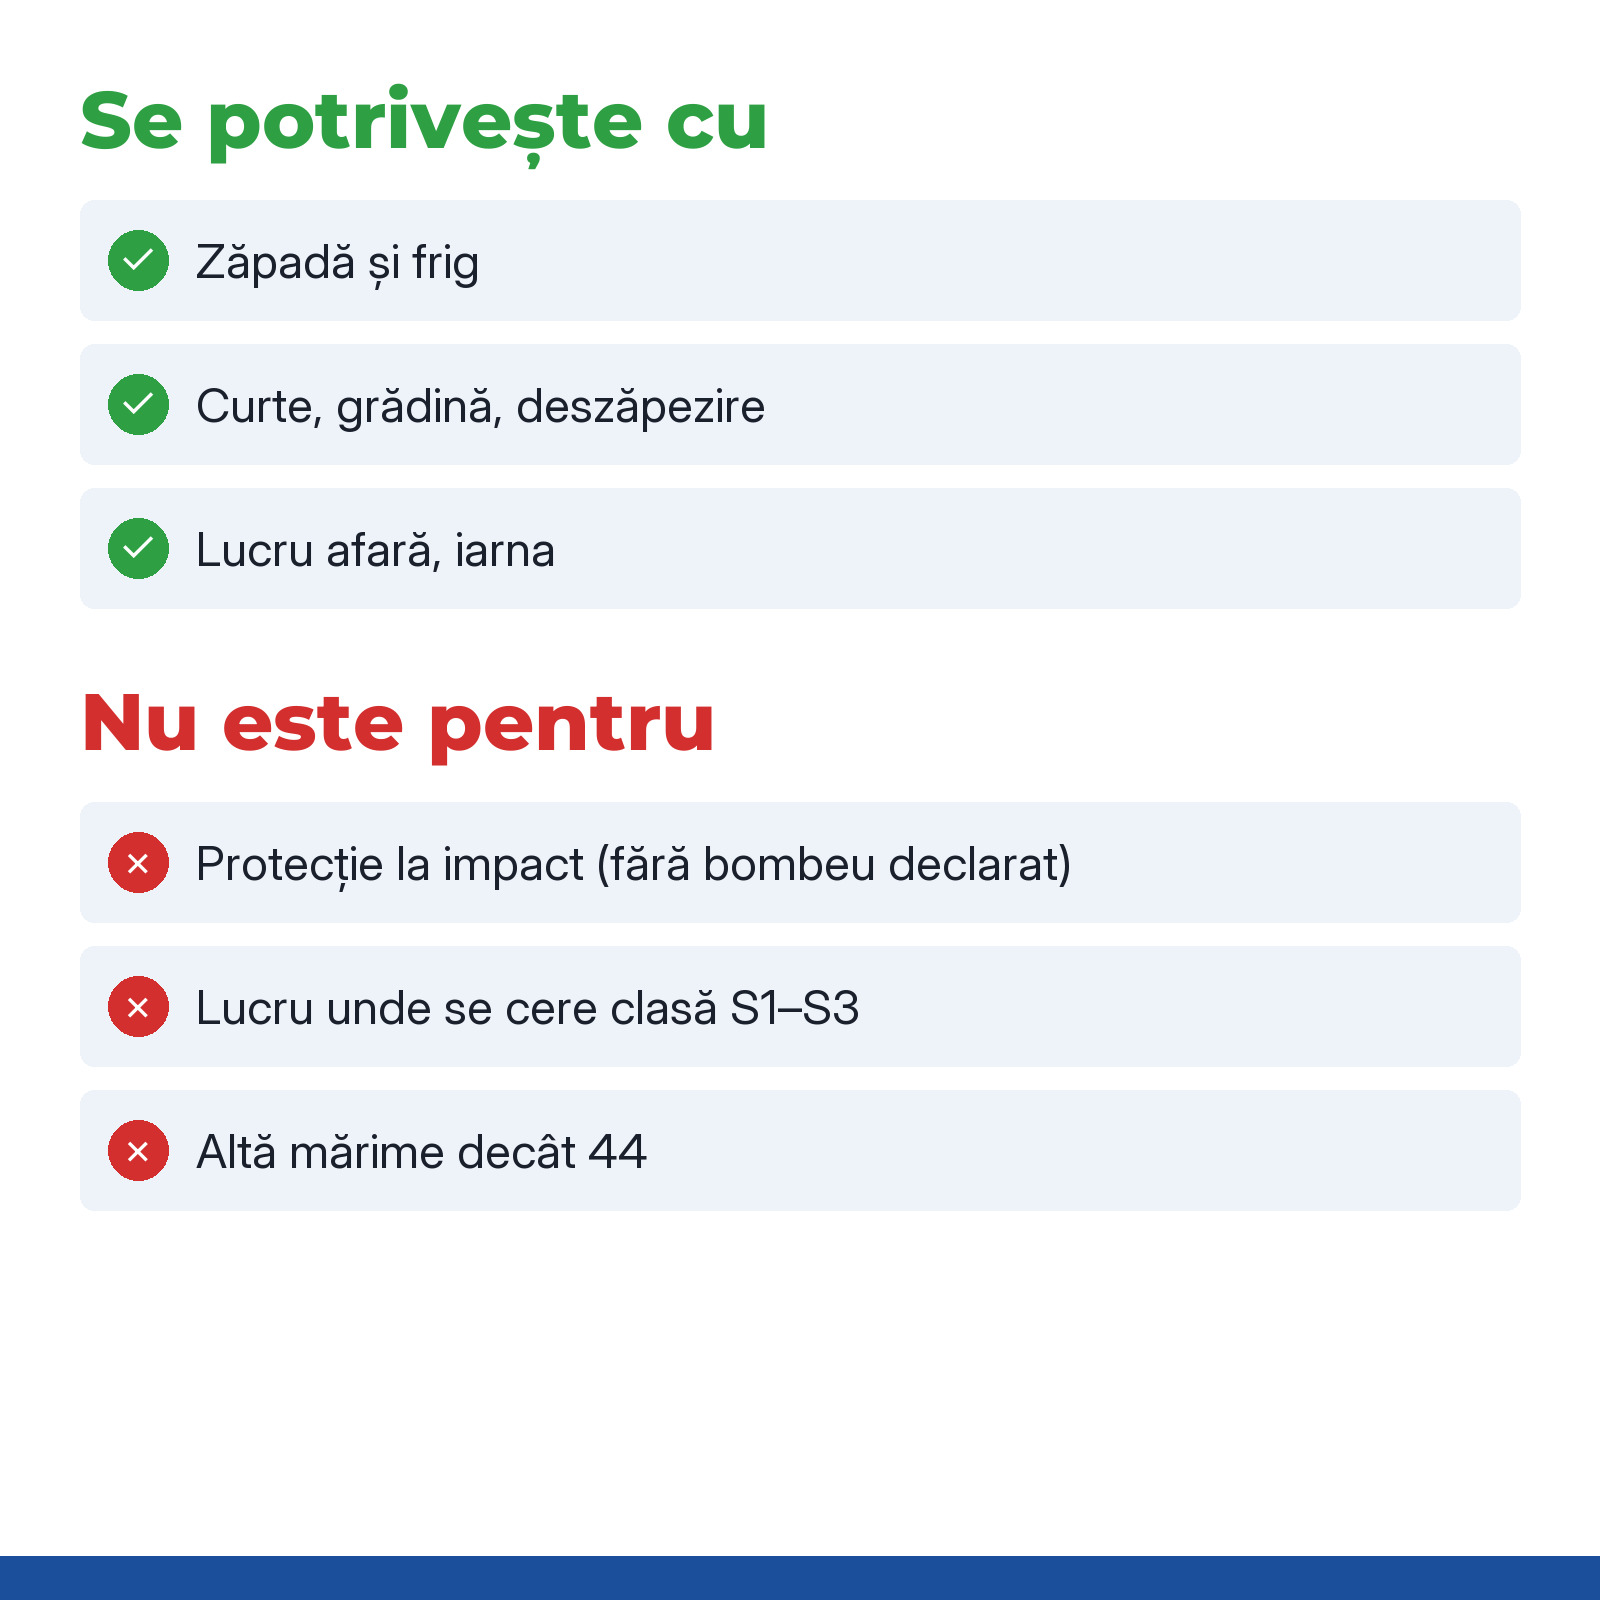 Se potrivește cu
Zăpadă și frig
Curte, grădină, deszăpezire
Lucru afară, iarna
Nu este pentru
Protecție la impact (fără bombeu declarat)
Lucru unde se cere clasă S1–S3
Altă mărime decât 44